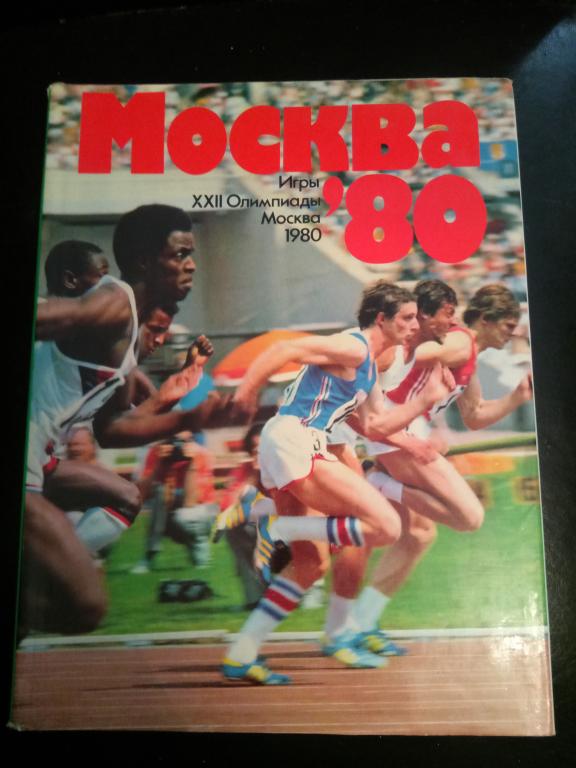 Москва
'80
Игры
XXII Олимпиады
Москва
1980